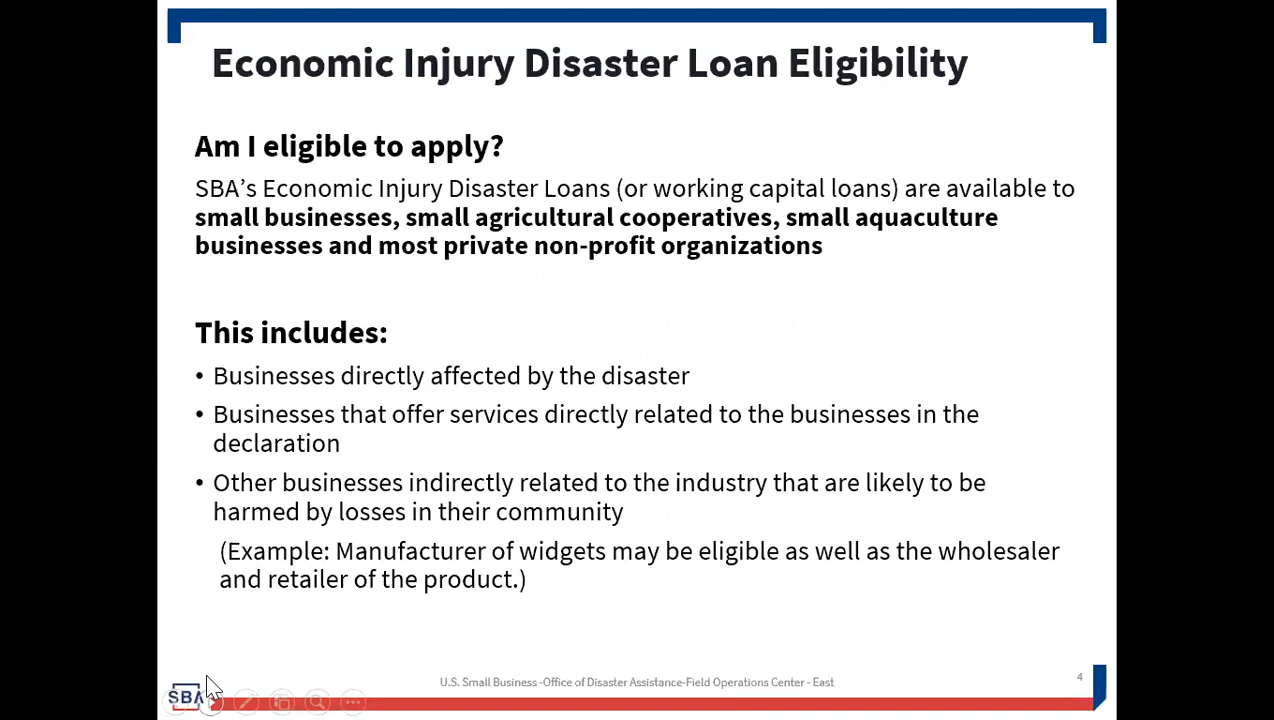 Economic Injury Disaster Loan Eligibility
Am I eligible to apply?
SBA’s Economic Injury Disaster Loans (or working capital loans) are available to
small businesses, small agricultural cooperatives, small aquaculture
businesses and most private non-profit organizations
This includes:
• Businesses directly affected by the disaster
• Businesses that offer services directly related to the businesses in the
declaration
• Other businesses indirectly related to the industry that are likely to be
harmed by losses in their community
(Example: Manufacturer of widgets may be eligible as well as the wholesaler
and retailer of the product.)
SBA
U.S. Small Business -Office of Disaster Assistance-Field Operations Center - East
4